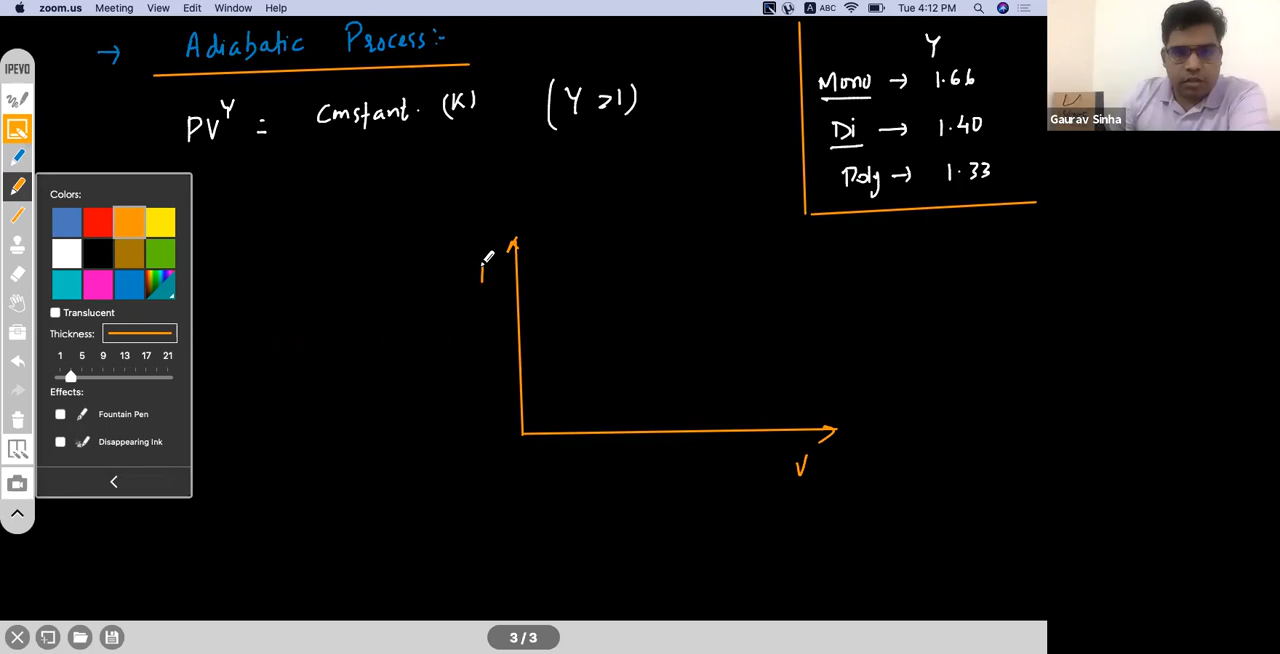 zoom.us Meeting View Edit Window Help
A ABC Tue 4:12 PM
IPEVO
→ Adiabatic Process:-
PV^γ = Constant. (K) (γ >1)
γ
Mono → 1.66
Di → 1.40
Poly → 1.33
Gaurav Sinha
Colors:
Translucent
Thickness:
1 5 9 13 17 21
Effects:
Fountain Pen
Disappearing Ink
V
3 / 3